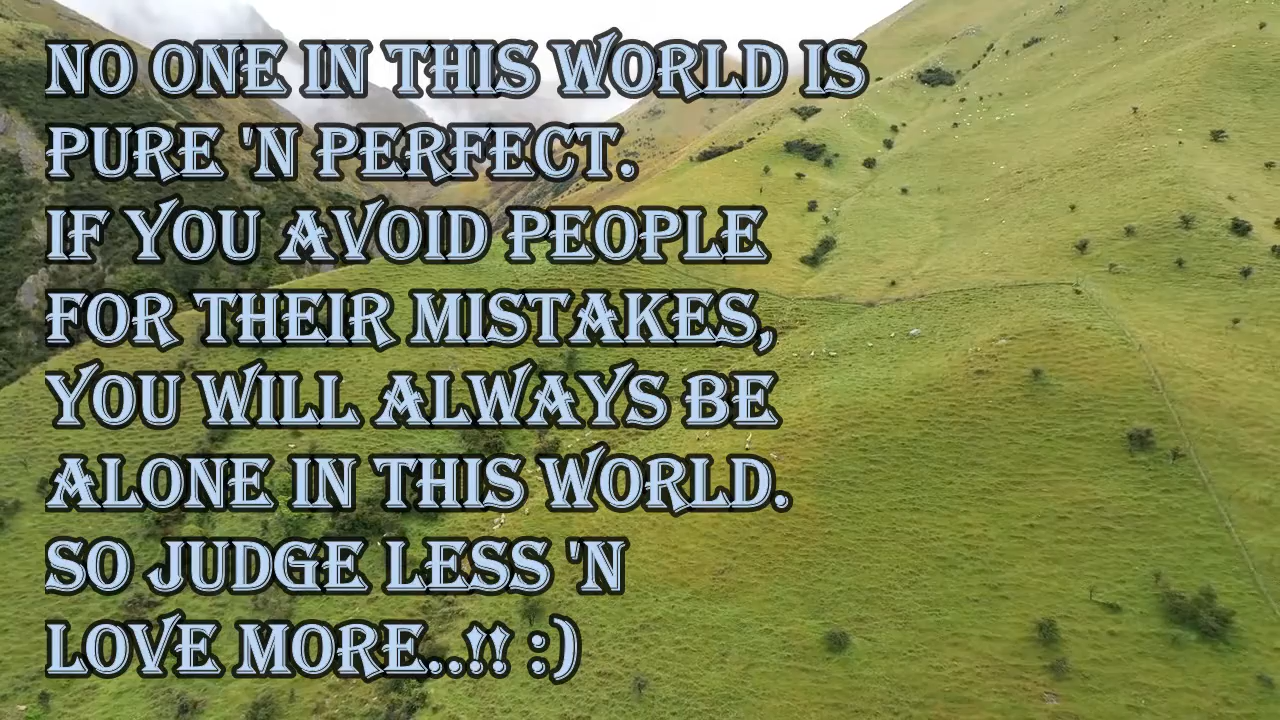 NO ONE IN THIS WORLD IS
PURE 'N PERFECT.
IF YOU AVOID PEOPLE
FOR THEIR MISTAKES,
YOU WILL ALWAYS BE
ALONE IN THIS WORLD.
SO JUDGE LESS 'N
LOVE MORE..!! :)